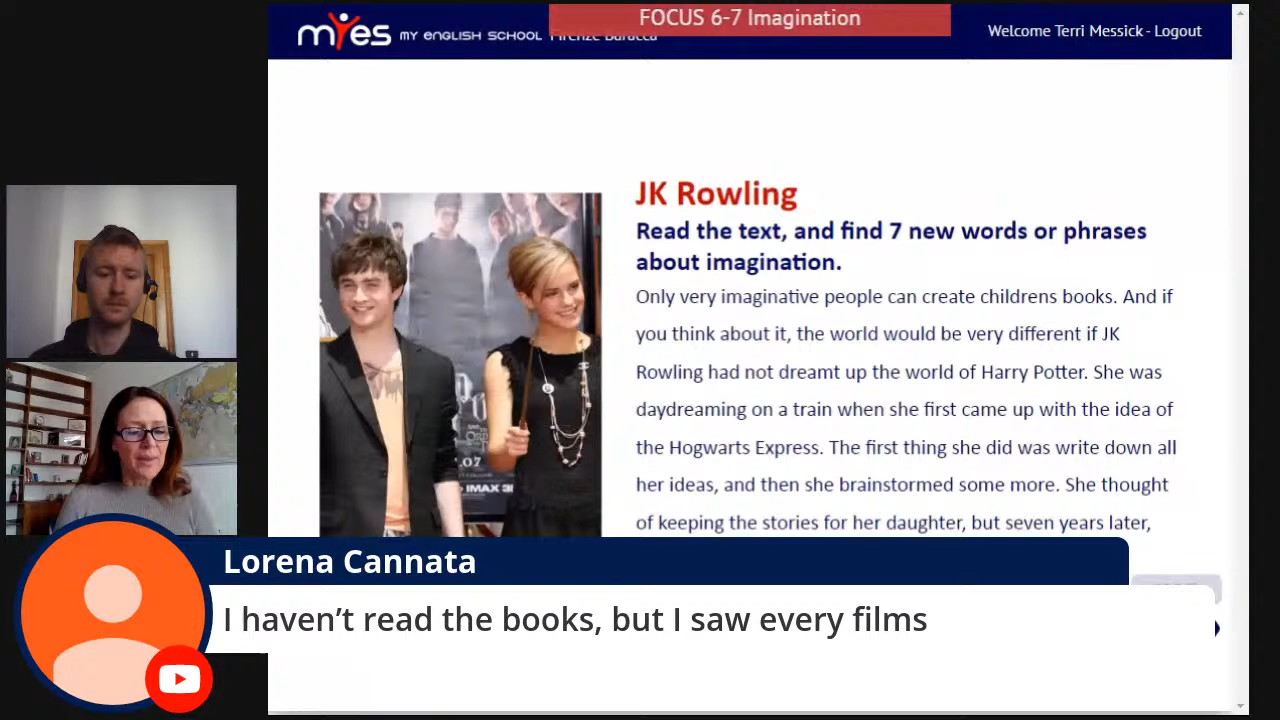 FOCUS 6-7 Imagination
myes MY ENGLISH SCHOOL Firenze Baracca
Welcome Terri Messick - Logout
JK Rowling
Read the text, and find 7 new words or phrases
about imagination.
Only very imaginative people can create childrens books. And if
you think about it, the world would be very different if JK
Rowling had not dreamt up the world of Harry Potter. She was
daydreaming on a train when she first came up with the idea of
the Hogwarts Express. The first thing she did was write down all
her ideas, and then she brainstormed some more. She thought
of keeping the stories for her daughter, but seven years later,
.07
IMAX 3
Lorena Cannata
I haven’t read the books, but I saw every films